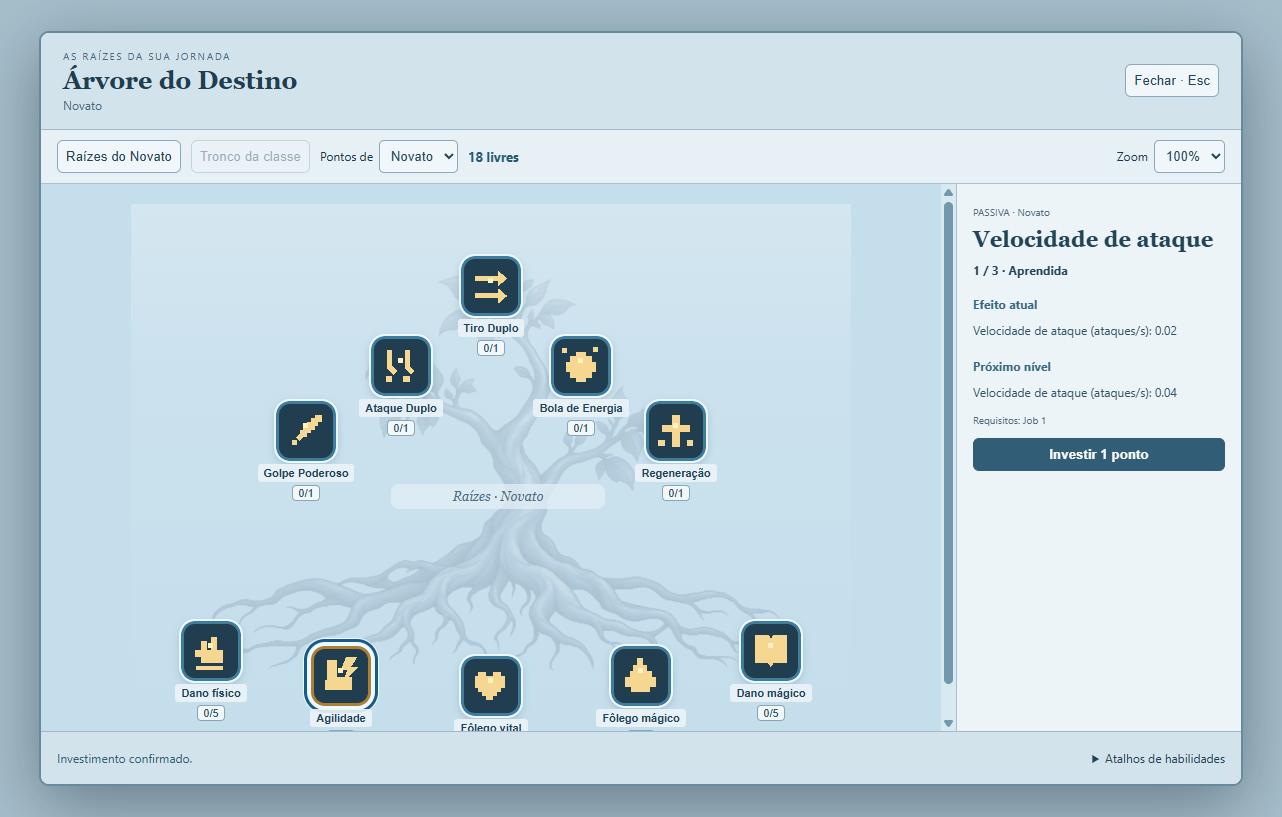 AS RAÍZES DA SUA JORNADA
Árvore do Destino
Novato
Fechar · Esc
Raízes do Novato
Tronco da classe
Pontos de
Novato
18 livres
Zoom
100%
Tiro Duplo
0/1
Ataque Duplo
0/1
Bola de Energia
0/1
Golpe Poderoso
0/1
Regeneração
0/1
Raízes · Novato
Dano físico
0/5
Agilidade
Fôlego vital
Fôlego mágico
Dano mágico
0/5
PASSIVA · Novato
Velocidade de ataque
1 / 3 · Aprendida
Efeito atual
Velocidade de ataque (ataques/s): 0.02
Próximo nível
Velocidade de ataque (ataques/s): 0.04
Requisitos: Job 1
Investir 1 ponto
Investimento confirmado.
Atalhos de habilidades